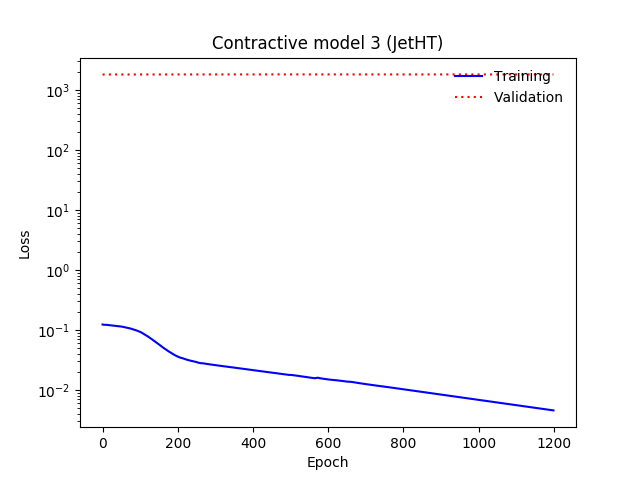 Contractive model 3 (JetHT)
Training
Validation
Loss
10³
10²
10¹
10⁰
10⁻¹
10⁻²
0 200 400 600 800 1000 1200
Epoch